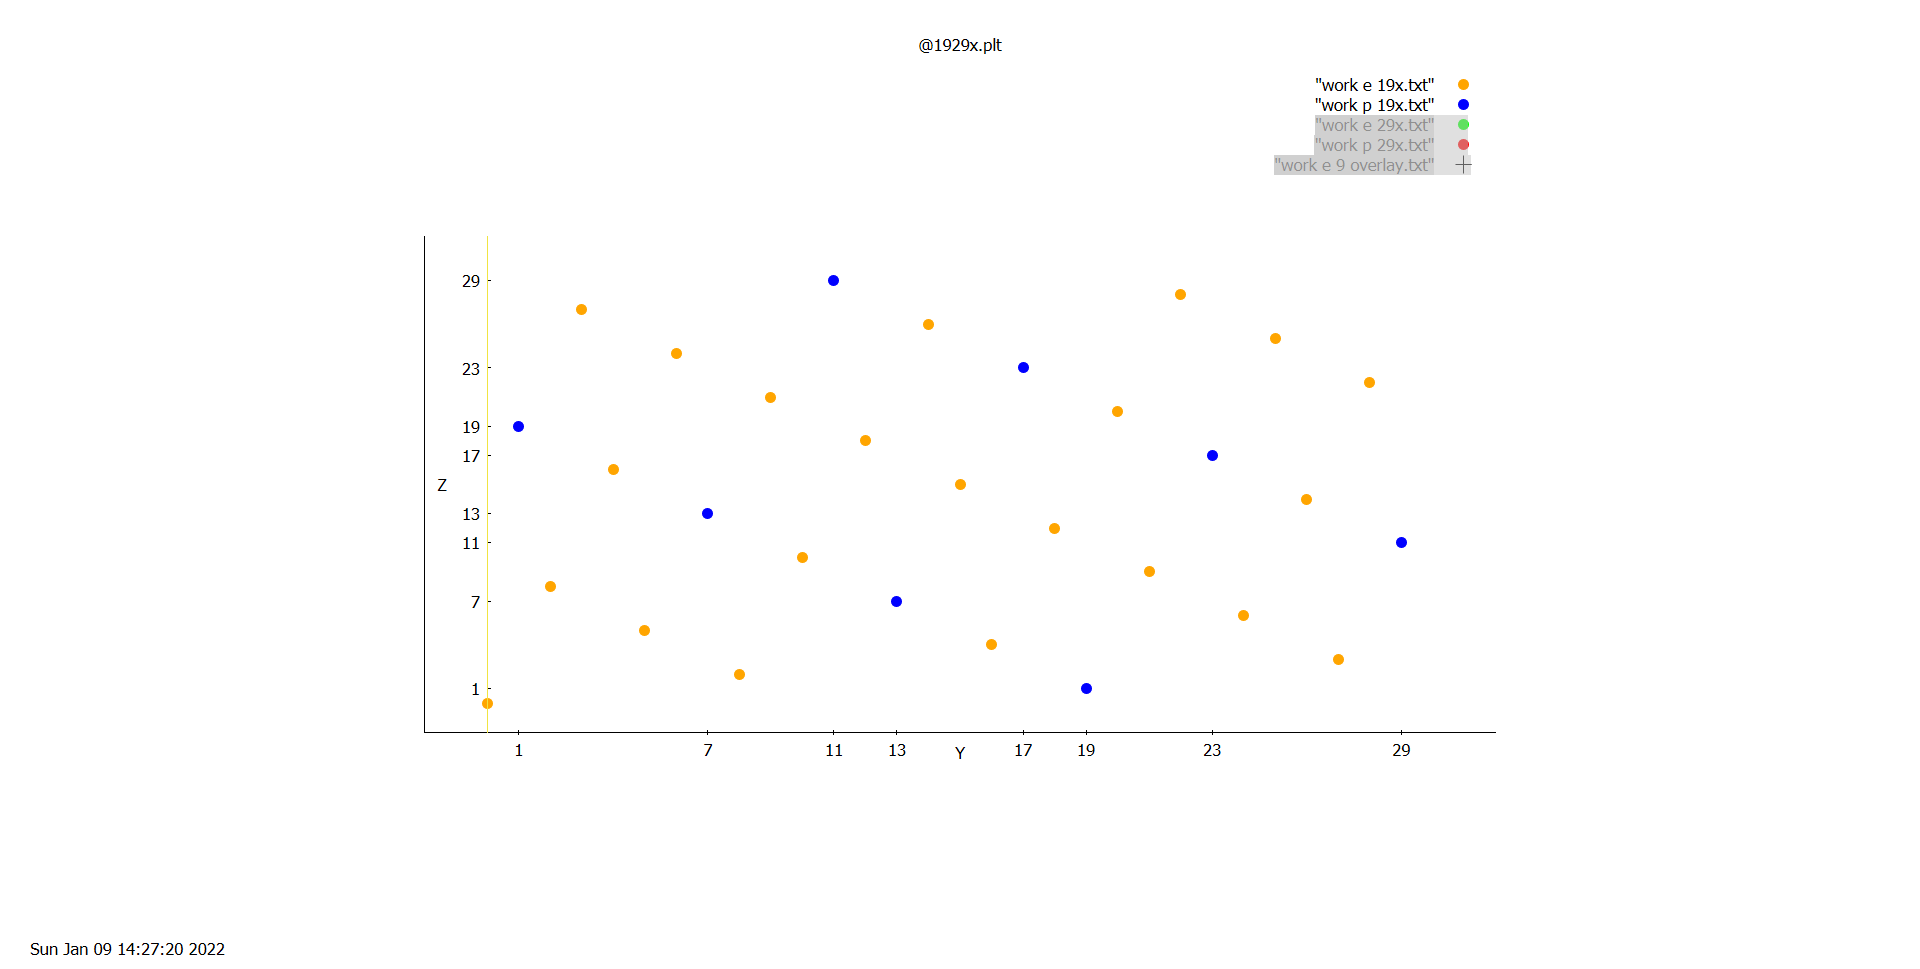 @1929x.plt
"work e 19x.txt"
"work p 19x.txt"
"work e 29x.txt"
"work p 29x.txt"
"work e 9 overlay.txt"
29
23
19
17
Z
13
11
7
1
1 7 11 13 Y 17 19 23 29
Sun Jan 09 14:27:20 2022